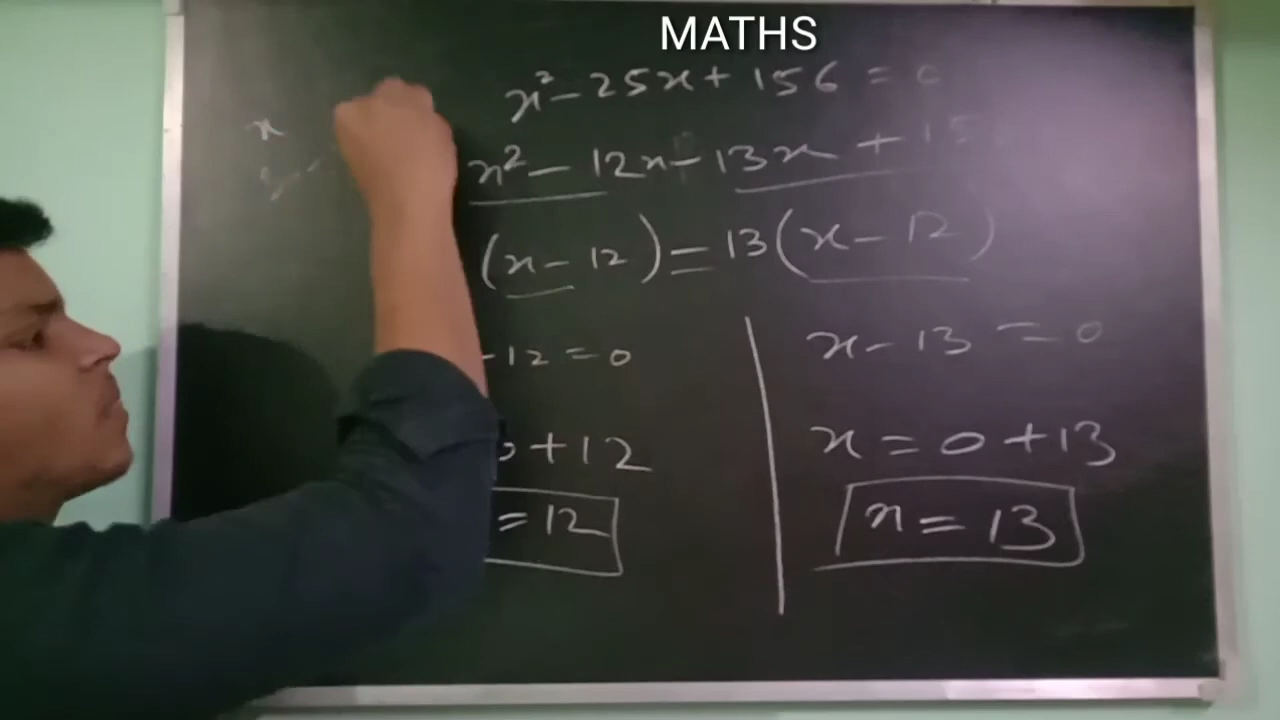 MATHS
x² - 25x + 156 = 0
x
x² - 12x - 13x + 15
(x - 12) = 13(x - 12)
-12 = 0
x - 13 = 0
+ 12
x = 0 + 13
= 12
x = 13